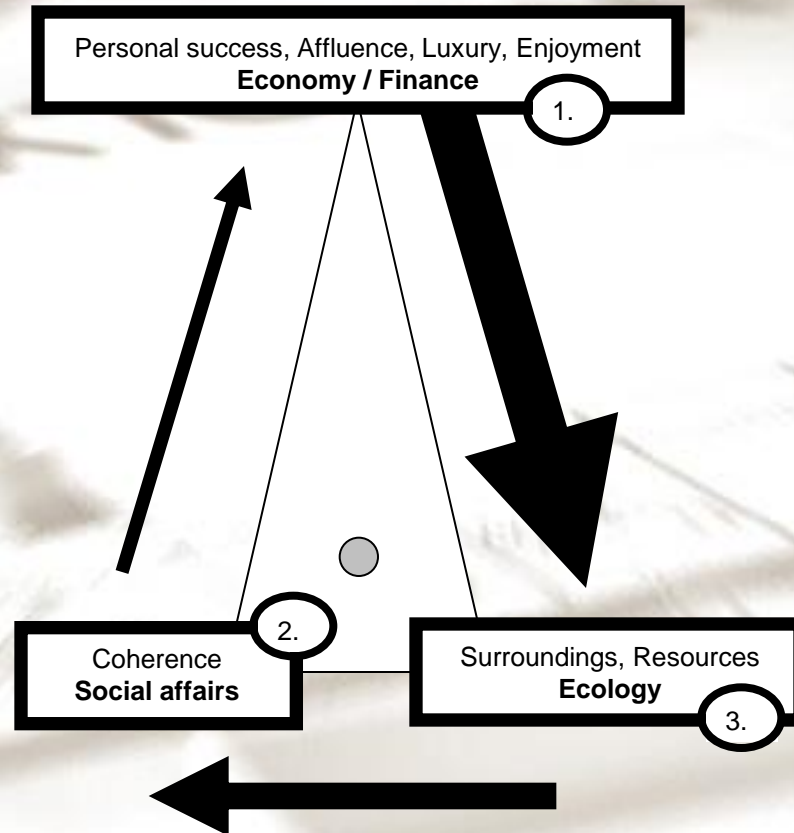 Personal success, Affluence, Luxury, Enjoyment
Economy / Finance
1.
2.
Coherence
Social affairs
Surroundings, Resources
Ecology
3.